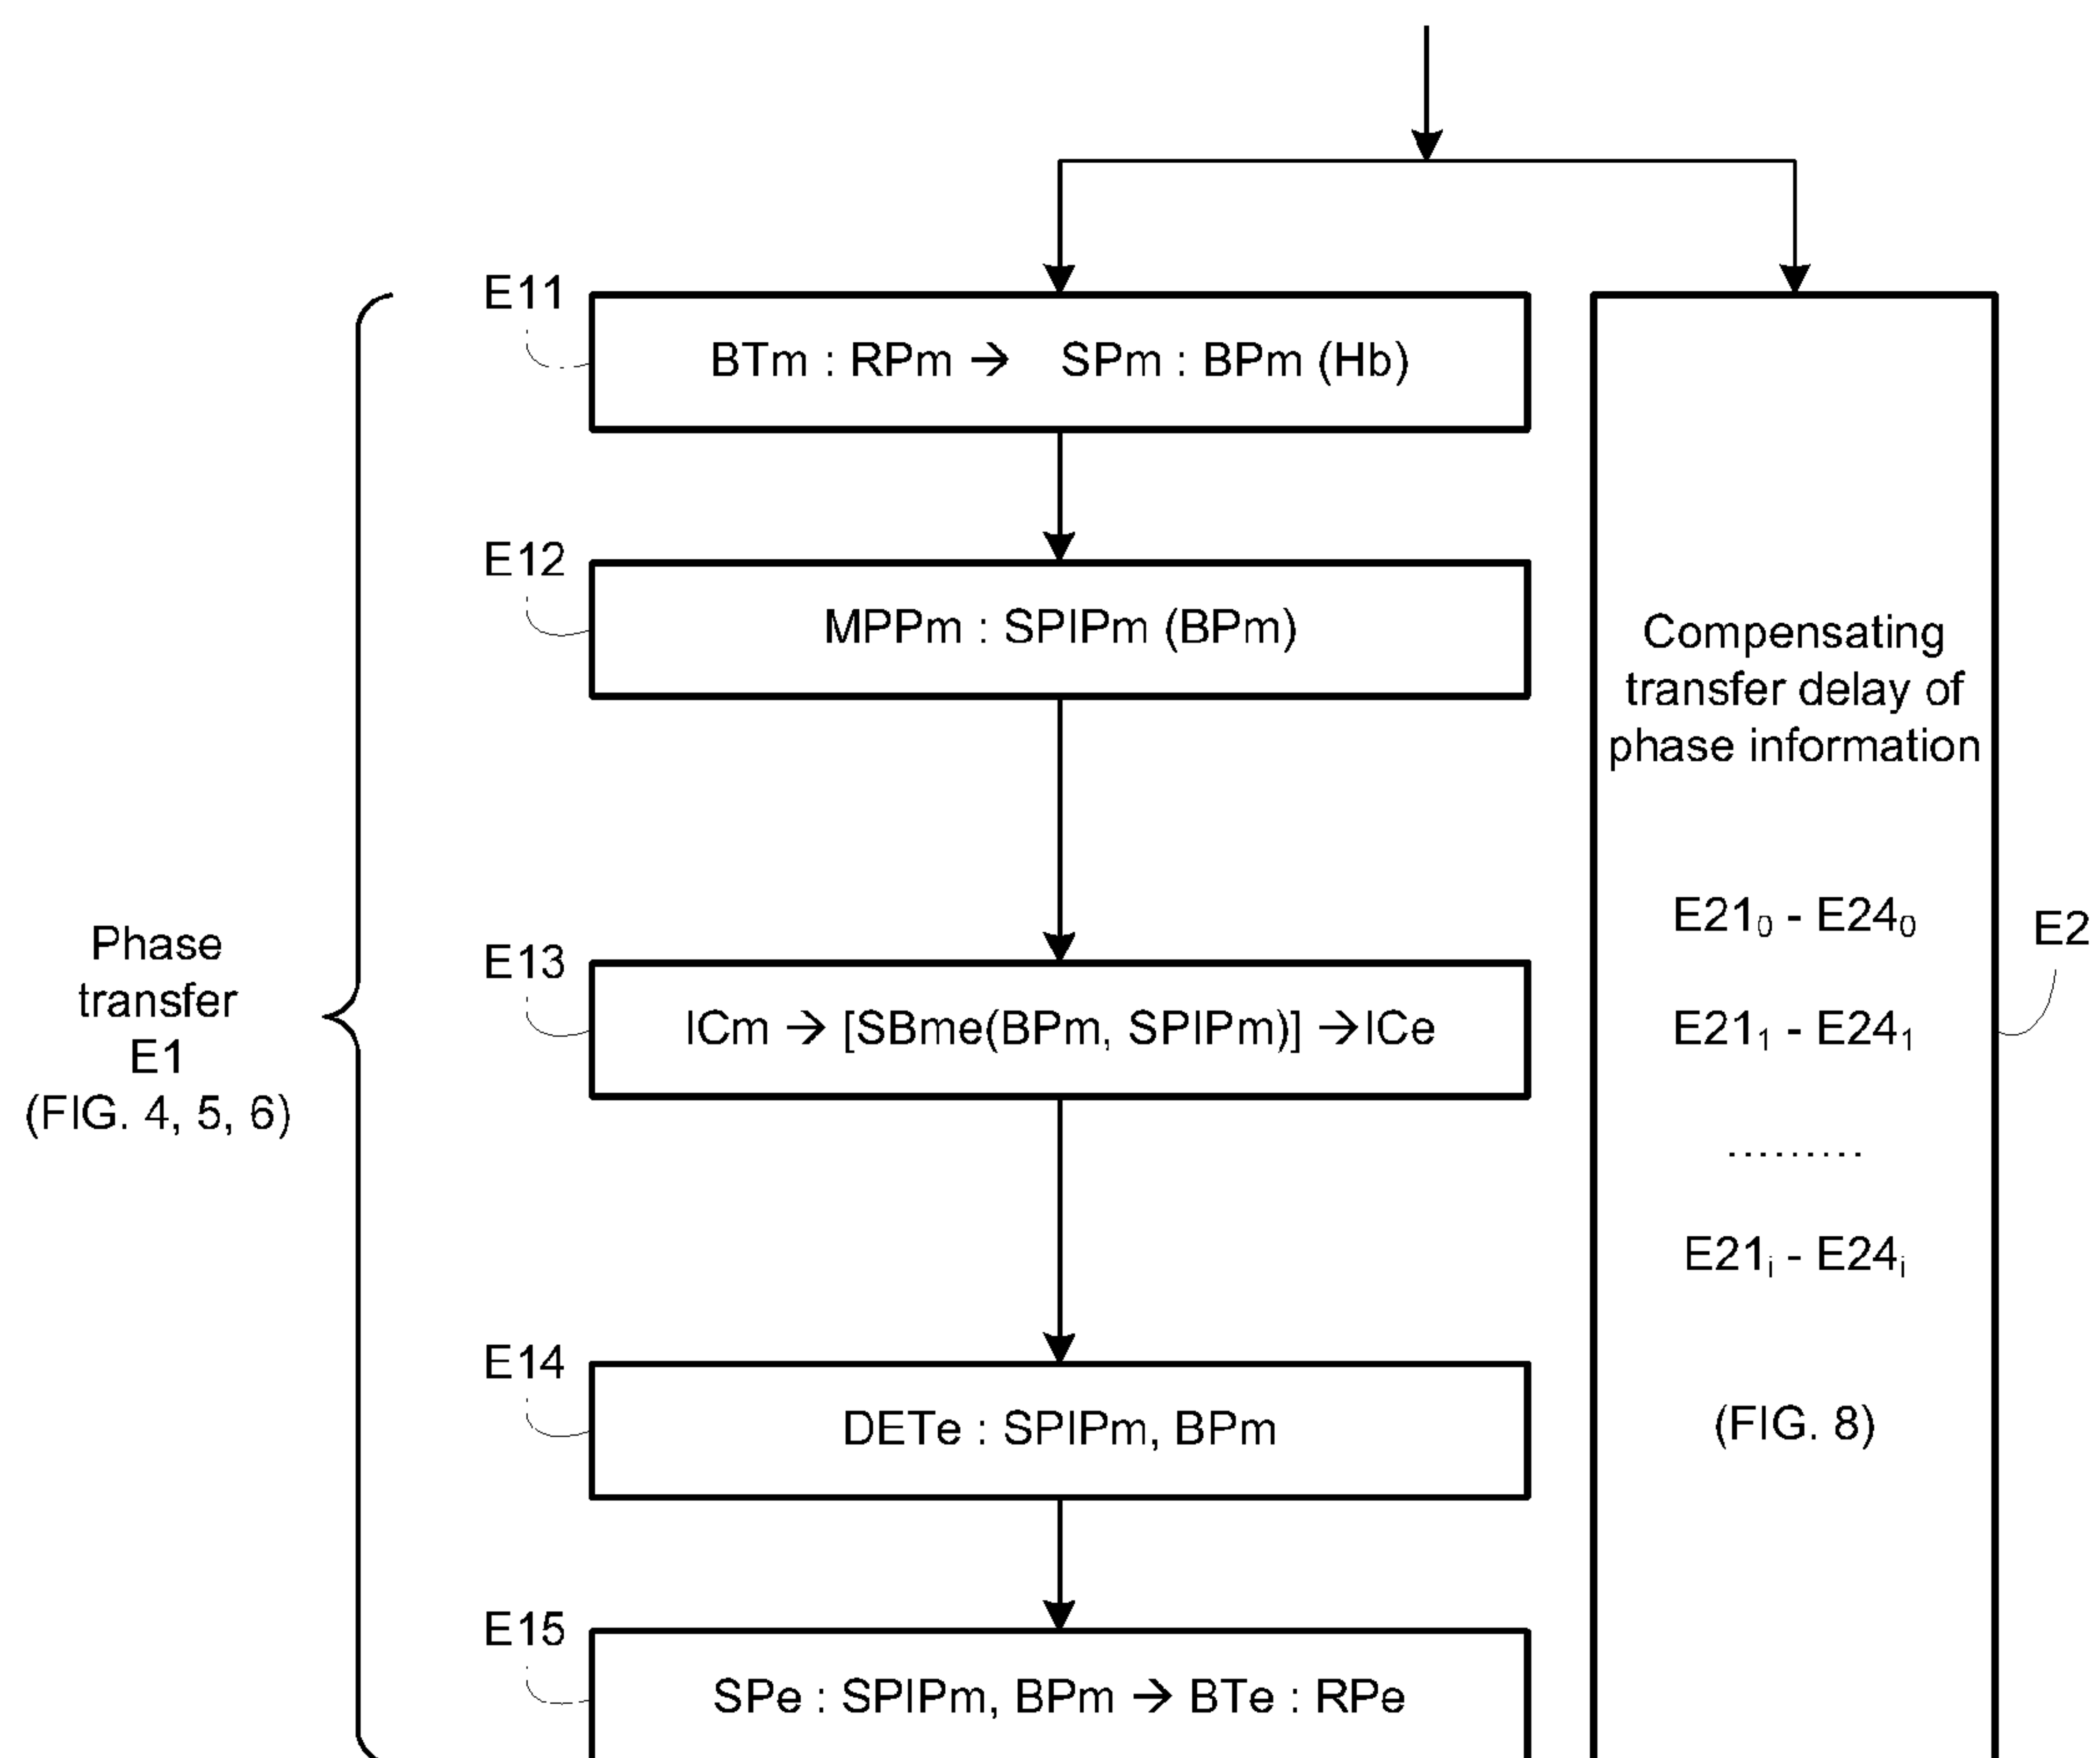 E11
BTm : RPm → SPm : BPm (Hb)
E12
MPPm : SPIPm (BPm)
E13
ICm → [SBme(BPm, SPIPm)] →ICe
E14
DETe : SPIPm, BPm
E15
SPe : SPIPm, BPm → BTe : RPe
Phase
transfer
E1
(FIG. 4, 5, 6)
Compensating
transfer delay of
phase information
E21₀ - E24₀
E21₁ - E24₁
.........
E21ᵢ - E24ᵢ
(FIG. 8)
E2